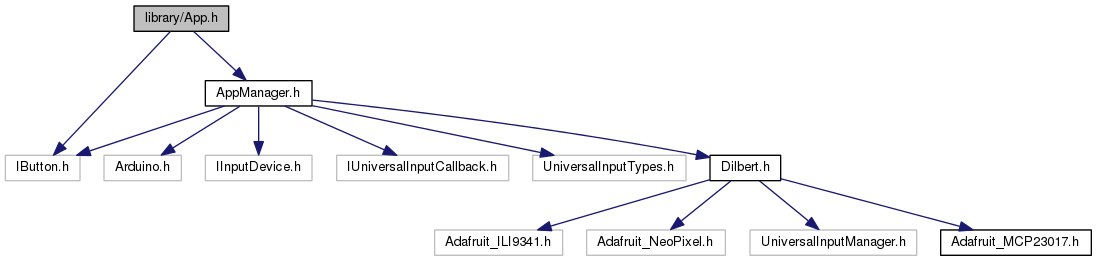 library/App.h
AppManager.h
IButton.h
Arduino.h
IInputDevice.h
IUniversalInputCallback.h
UniversalInputTypes.h
Dilbert.h
Adafruit_ILI9341.h
Adafruit_NeoPixel.h
UniversalInputManager.h
Adafruit_MCP23017.h